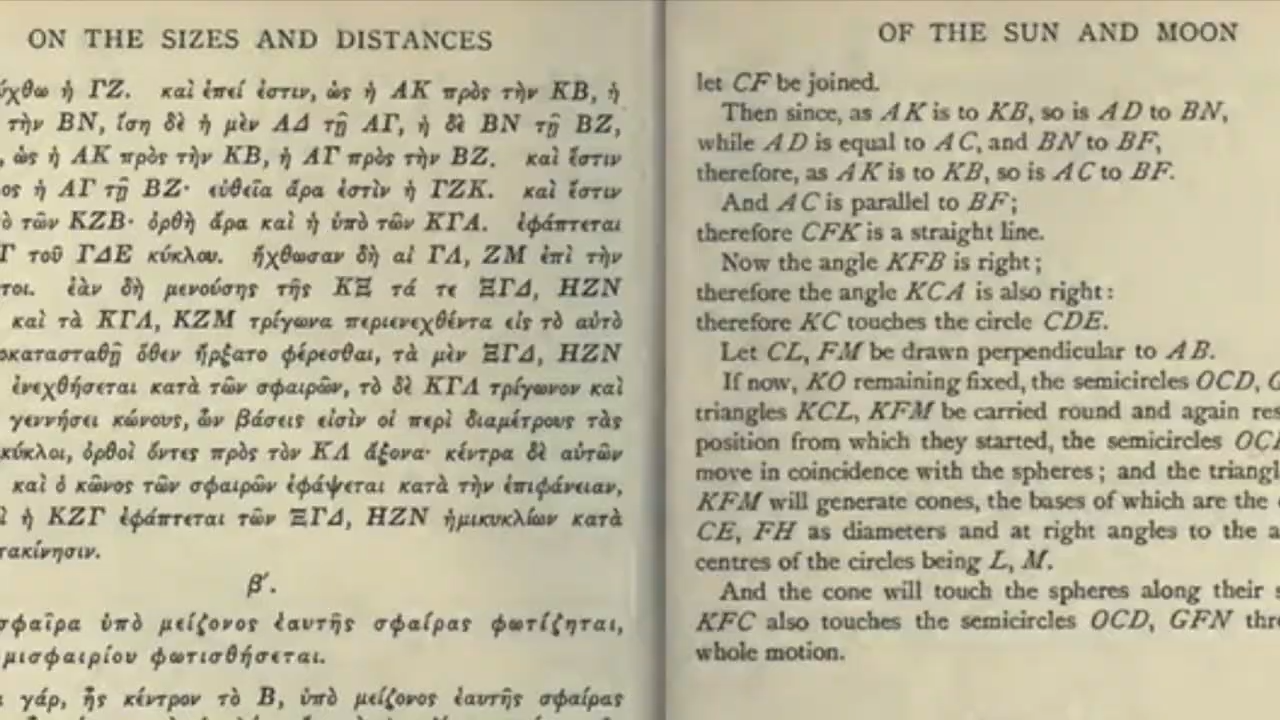 ON THE SIZES AND DISTANCES
ἡ ΓΖ. καὶ ἐπεί ἐστιν, ὡς ἡ ΑΚ πρὸς τὴν ΚΒ, ἡ
τὴν ΒΝ, ἴση δὲ ἡ μὲν ΑΔ τῇ ΑΓ, ἡ δὲ ΒΝ τῇ ΒΖ,
ὡς ἡ ΑΚ πρὸς τὴν ΚΒ, ἡ ΑΓ πρὸς τὴν ΒΖ. καὶ ἔστιν
ἡ ΑΓ τῇ ΒΖ· εὐθεῖα ἄρα ἐστὶν ἡ ΓΖΚ. καὶ ἔστιν
τῶν ΚΖΒ· ὀρθὴ ἄρα καὶ ἡ ὑπὸ τῶν ΚΓΑ. ἐφάπτεται
τοῦ ΓΔΕ κύκλου. ἤχθωσαν δὴ αἱ ΓΛ, ΖΜ ἐπὶ τὴν
ἐὰν δὴ μενούσης τῆς ΚΞ τά τε ΞΓΔ, ΗΖΝ
καὶ τὰ ΚΓΛ, ΚΖΜ τρίγωνα περιενεχθέντα εἰς τὸ αὐτὸ
ὅθεν ἤρξατο φέρεσθαι, τὰ μὲν ΞΓΔ, ΗΖΝ
ἐνεχθήσεται κατὰ τῶν σφαιρῶν, τὸ δὲ ΚΓΛ τρίγωνον καὶ
γεννήσει κώνους, ὧν βάσεις εἰσὶν οἱ περὶ διαμέτρους τὰς
κύκλοι, ὀρθοὶ ὄντες πρὸς τὸν ΚΛ ἄξονα· κέντρα δὲ αὐτῶν
καὶ ὁ κῶνος τῶν σφαιρῶν ἐφάψεται κατὰ τὴν ἐπιφάνειαν,
ἡ ΚΖΓ ἐφάπτεται τῶν ΞΓΔ, ΗΖΝ ἡμικυκλίων κατὰ
τακίνησιν.
β´.
σφαῖρα ὑπὸ μείζονος ἑαυτῆς σφαίρας φωτίζηται,
μισφαιρίου φωτισθήσεται.
γάρ, ἧς κέντρον τὸ Β, ὑπὸ μείζονος ἑαυτῆς σφαίρας
OF THE SUN AND MOON
let CF be joined.
Then since, as AK is to KB, so is AD to BN,
while AD is equal to AC, and BN to BF,
therefore, as AK is to KB, so is AC to BF.
And AC is parallel to BF;
therefore CFK is a straight line.
Now the angle KFB is right;
therefore the angle KCA is also right:
therefore KC touches the circle CDE.
Let CL, FM be drawn perpendicular to AB.
If now, KO remaining fixed, the semicircles OCD,
triangles KCL, KFM be carried round and again res
position from which they started, the semicircles OC
move in coincidence with the spheres; and the triangl
KFM will generate cones, the bases of which are the
CE, FH as diameters and at right angles to the a
centres of the circles being L, M.
And the cone will touch the spheres along their s
KFC also touches the semicircles OCD, GFN thr
whole motion.